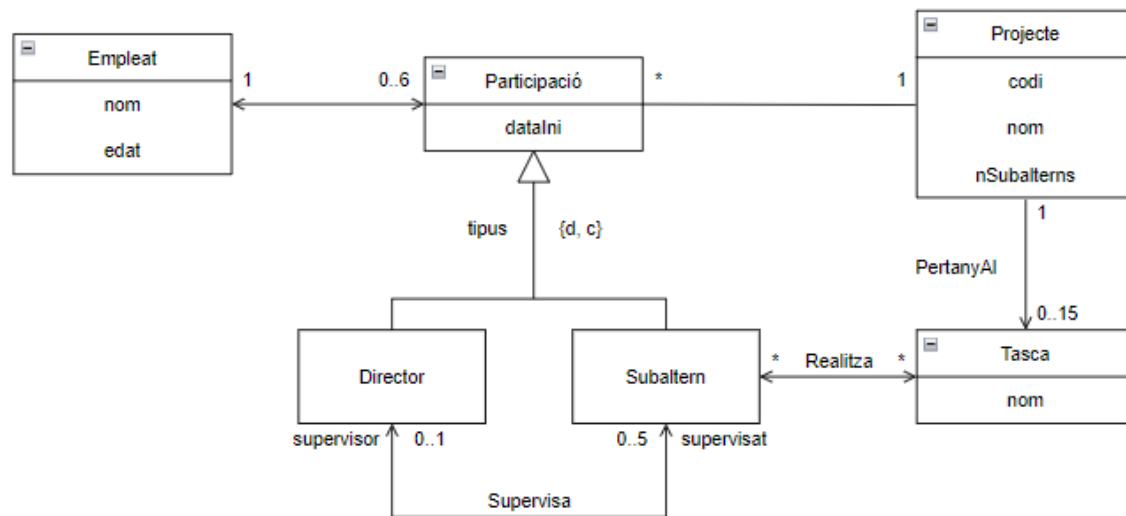 Empleat
nom
edat
1
0..6
Participació
dataIni
*
1
Projecte
codi
nom
nSubalterns
1
tipus
{d, c}
PertanyAl
0..15
Director
Subaltern
*
Realitza
*
Tasca
nom
supervisor
0..1
0..5
supervisat
Supervisa